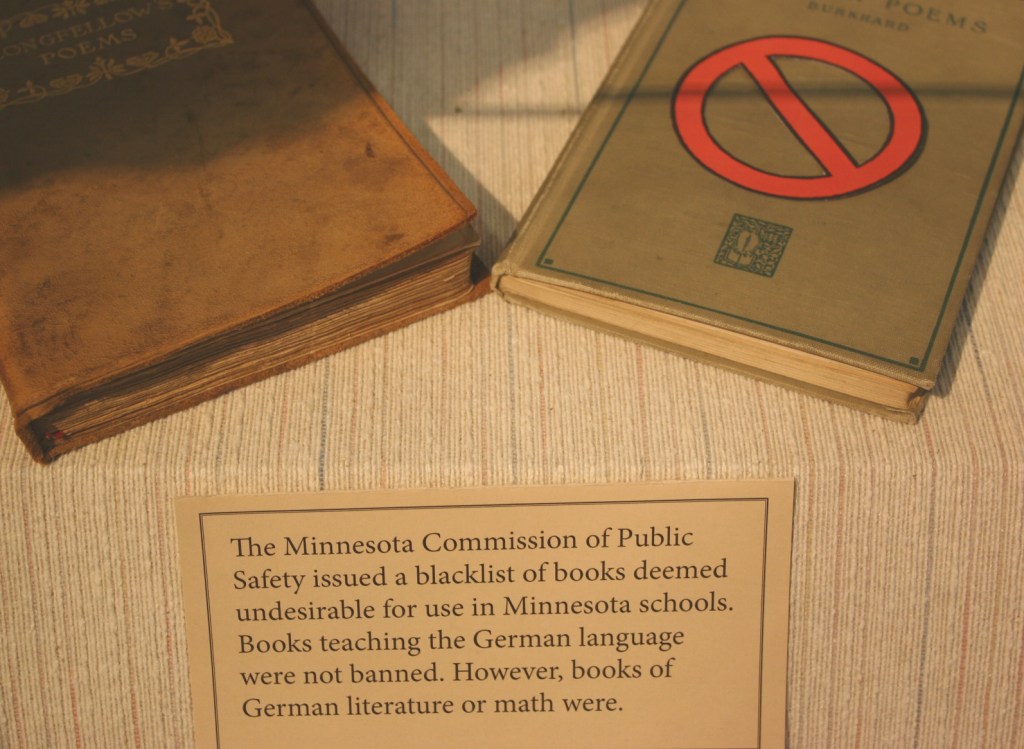 LONGFELLOW'S
POEMS
POEMS
BURKHARD
The Minnesota Commission of Public
Safety issued a blacklist of books deemed
undesirable for use in Minnesota schools.
Books teaching the German language
were not banned. However, books of
German literature or math were.